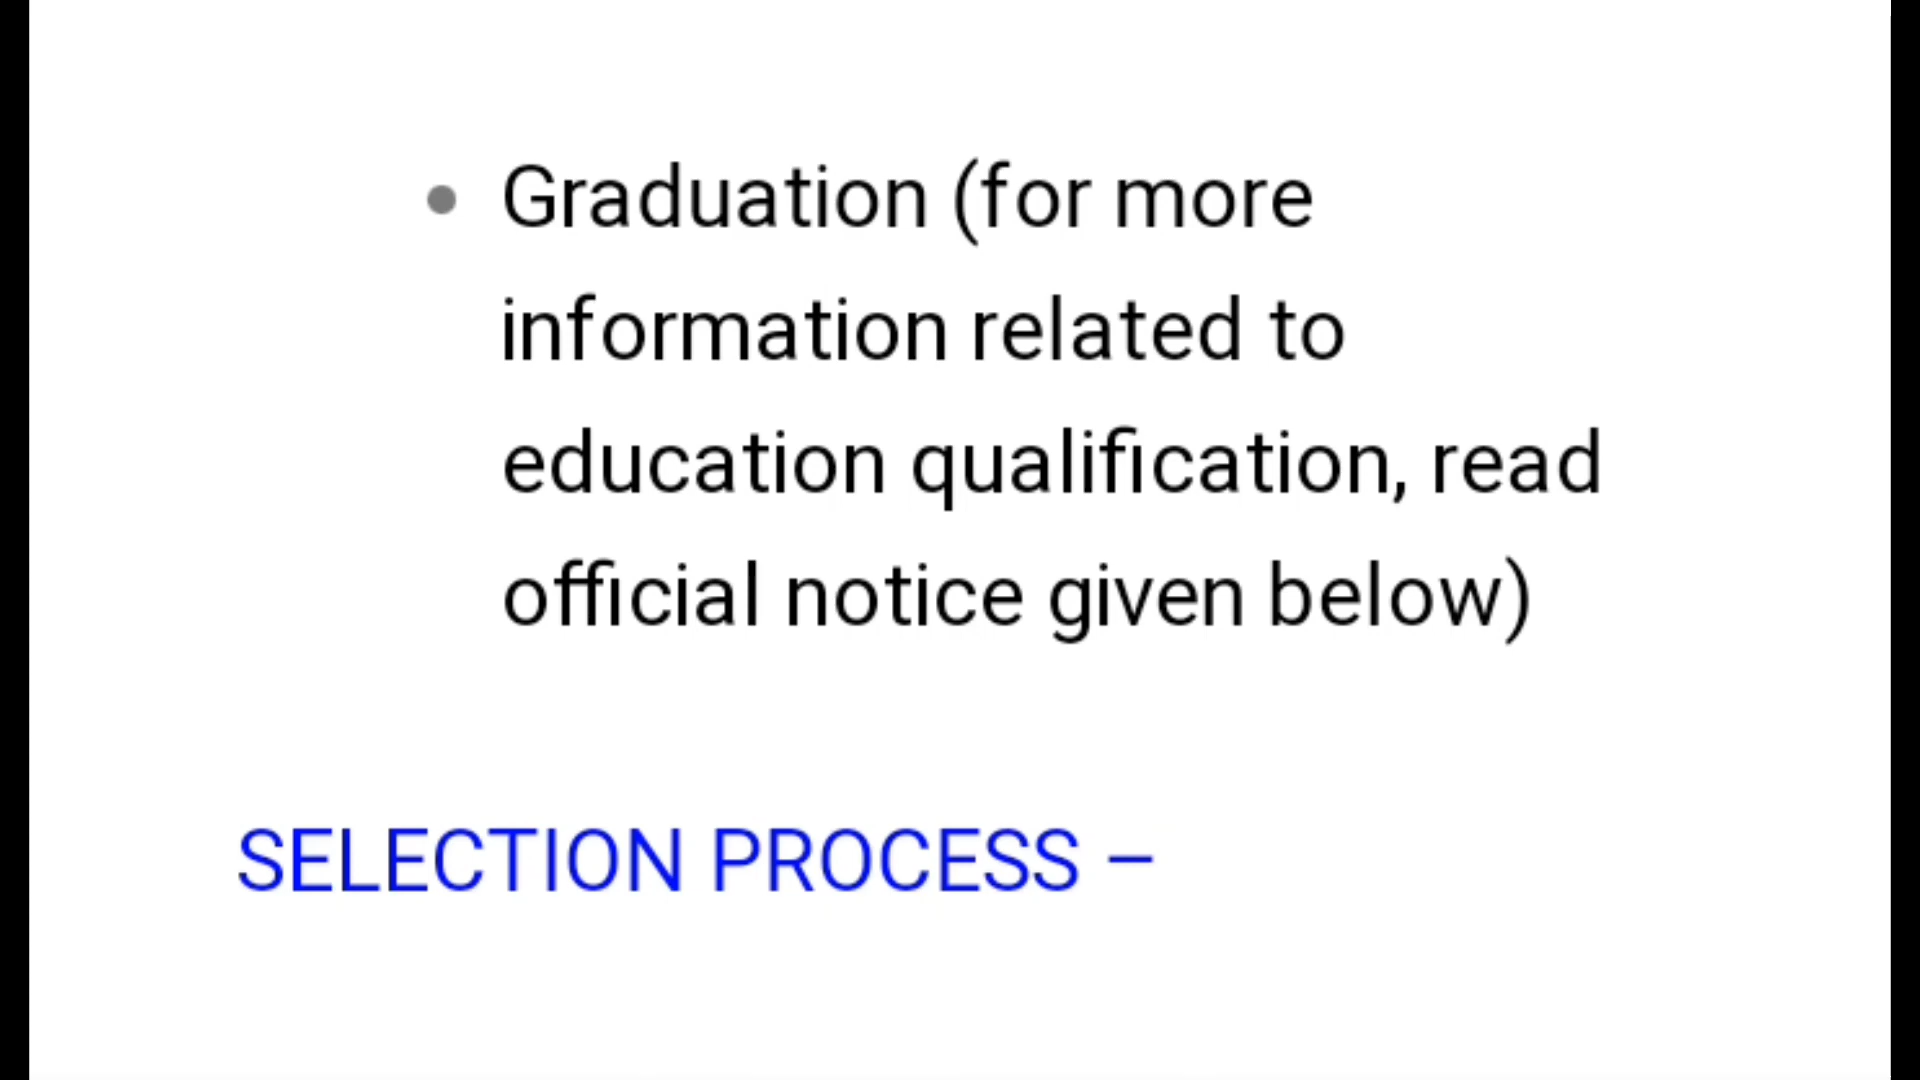 • Graduation (for more
information related to
education qualification, read
official notice given below)
SELECTION PROCESS –